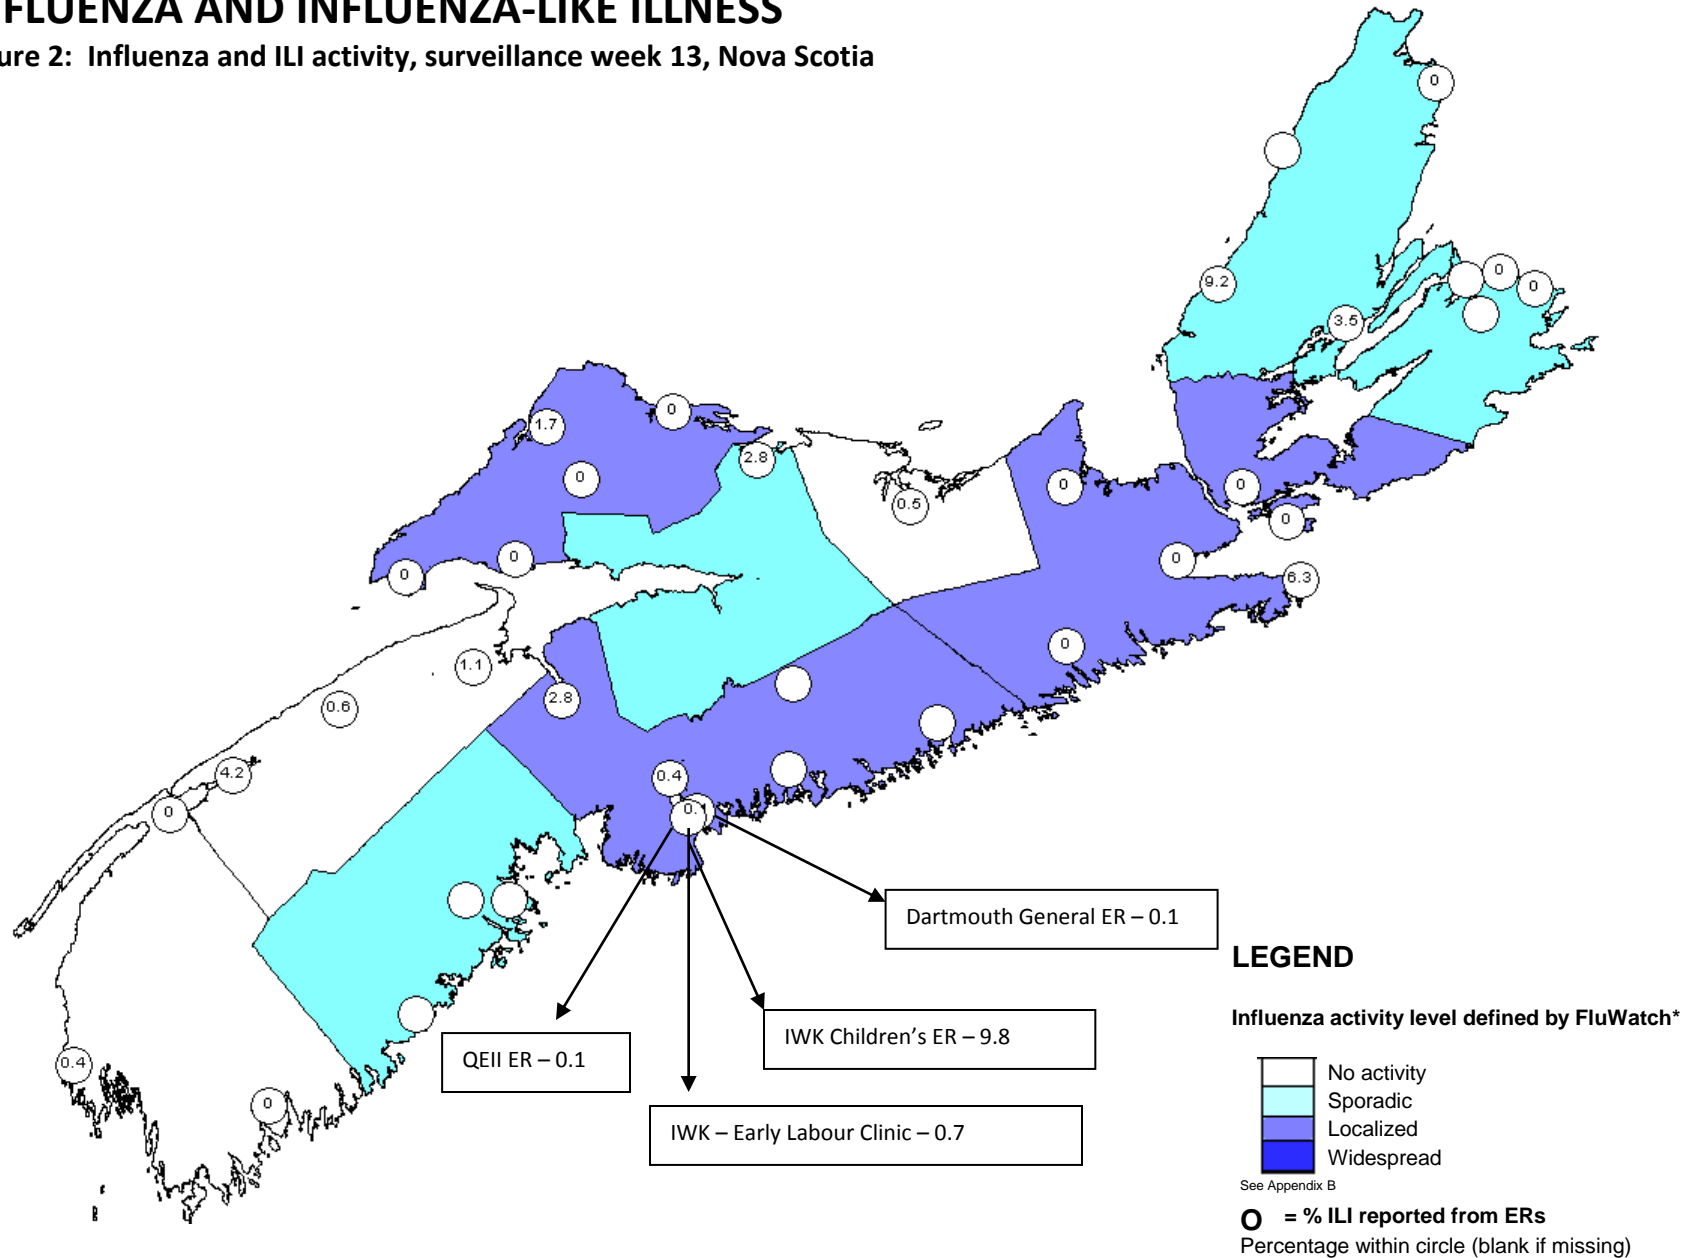 FLUENZA AND INFLUENZA-LIKE ILLNESS
ure 2: Influenza and ILI activity, surveillance week 13, Nova Scotia
0
9.2
0
0
3.5
0
1.7
2.8
0
0.5
0
0
0
0
0
0
6.3
0
1.1
2.8
0.6
4.2
0.4
0
0.
Dartmouth General ER – 0.1
IWK Children's ER – 9.8
QEII ER – 0.1
IWK – Early Labour Clinic – 0.7
0.4
0
LEGEND
Influenza activity level defined by FluWatch*
No activity
Sporadic
Localized
Widespread
See Appendix B
O = % ILI reported from ERs
Percentage within circle (blank if missing)